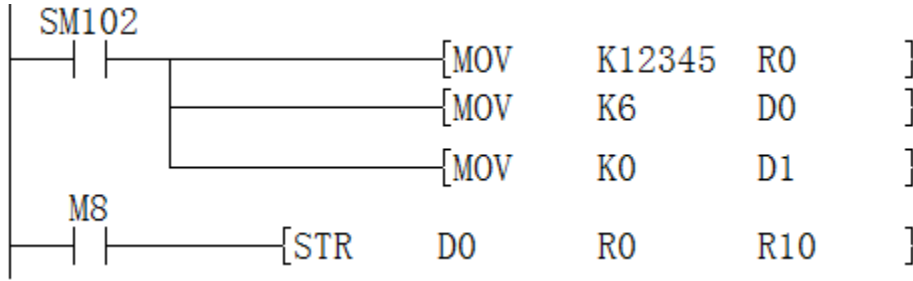 SM102
[MOV K12345 R0 ]
[MOV K6 D0 ]
[MOV K0 D1 ]
M8
[STR D0 R0 R10 ]